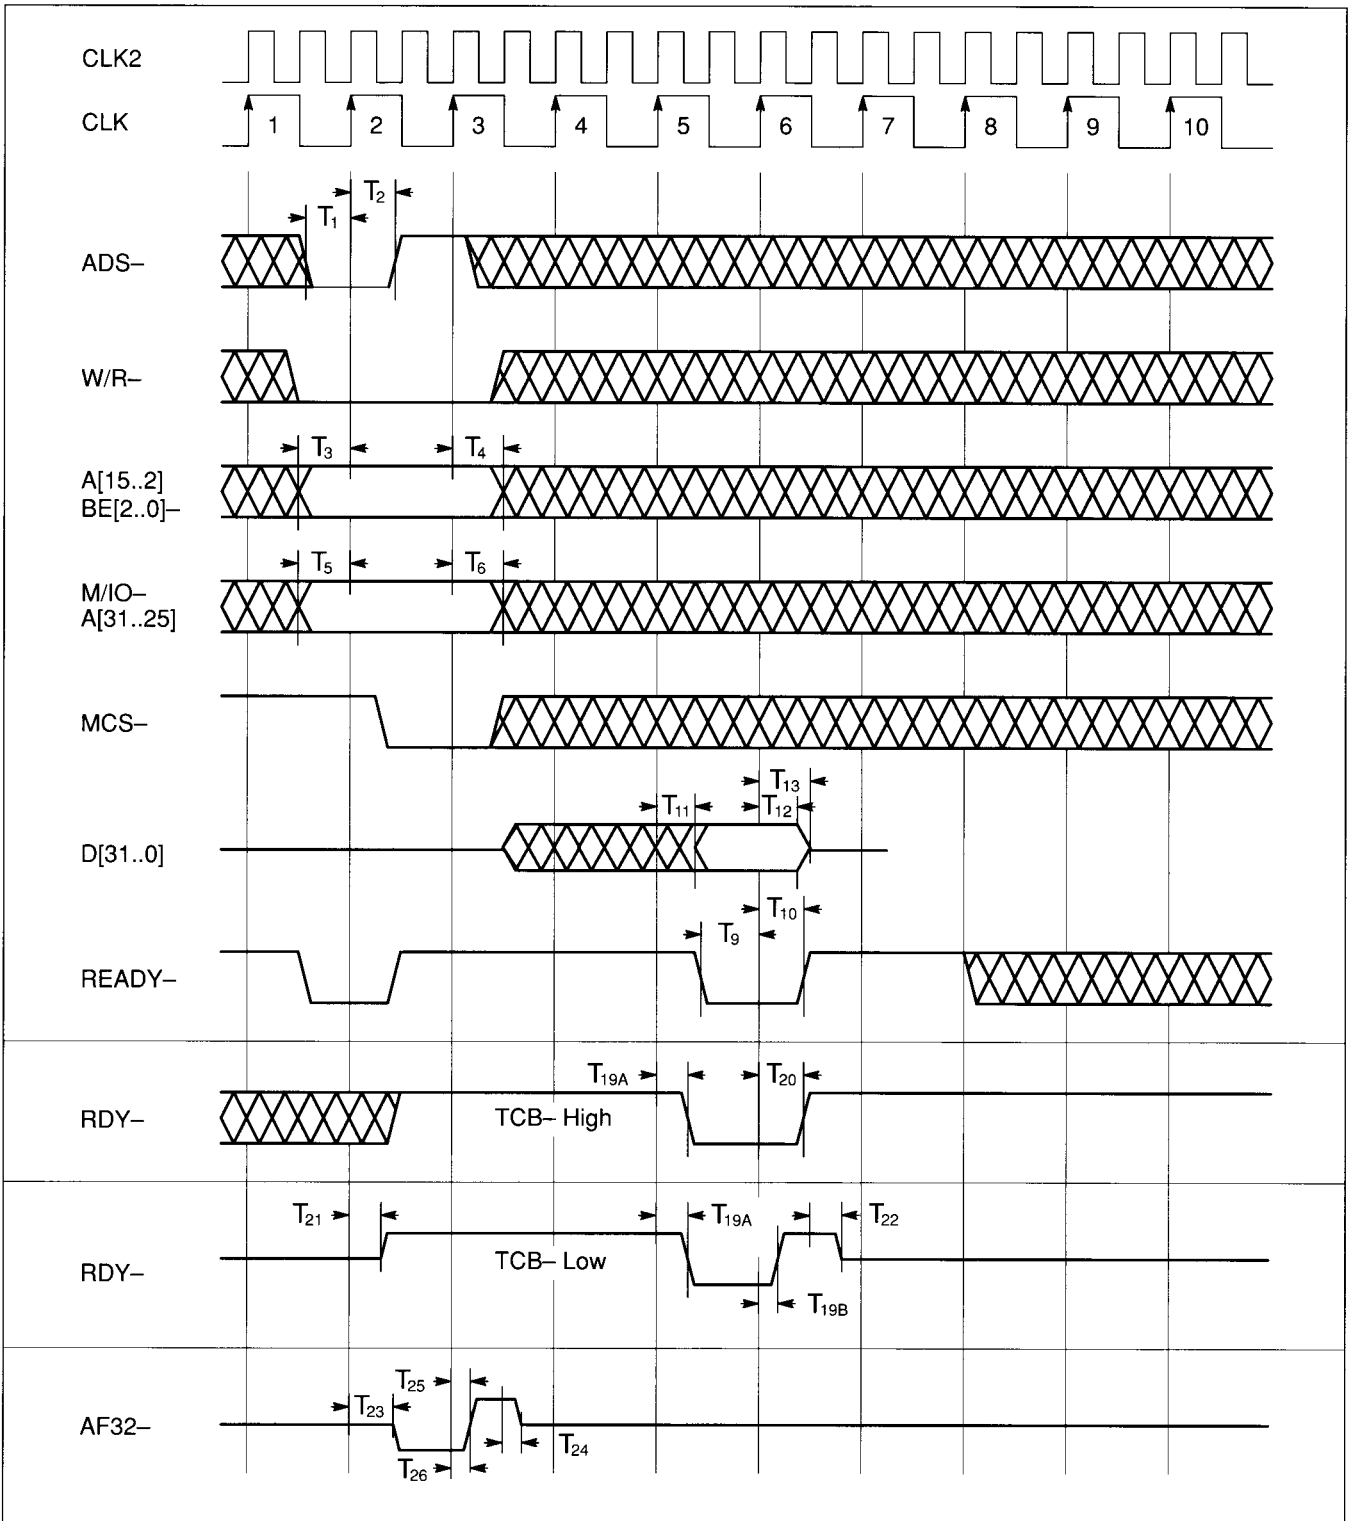 CLK2
CLK 1 2 3 4 5 6 7 8 9 10
T2
T1
ADS–
W/R–
T3 T4
A[15..2]
BE[2..0]–
T5 T6
M/IO–
A[31..25]
MCS–
T13
T11 T12
D[31..0]
T10
T9
READY–
T19A T20
RDY– TCB– High
T21 T19A T22
TCB– Low
RDY–
T19B
T25
T23
AF32–
T24
T26